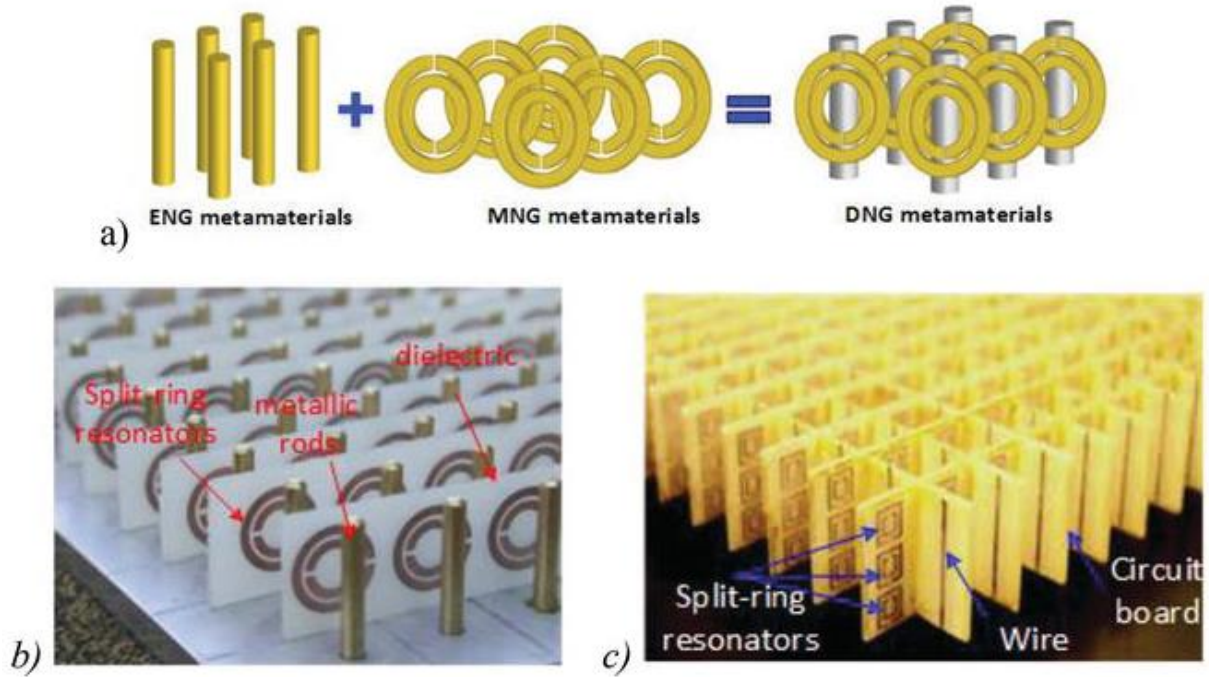 ENG metamaterials
MNG metamaterials
DNG metamaterials
a)
dielectric
Split-ring
resonators
metallic
rods
b)
Split-ring
resonators
Wire
Circuit
board
c)